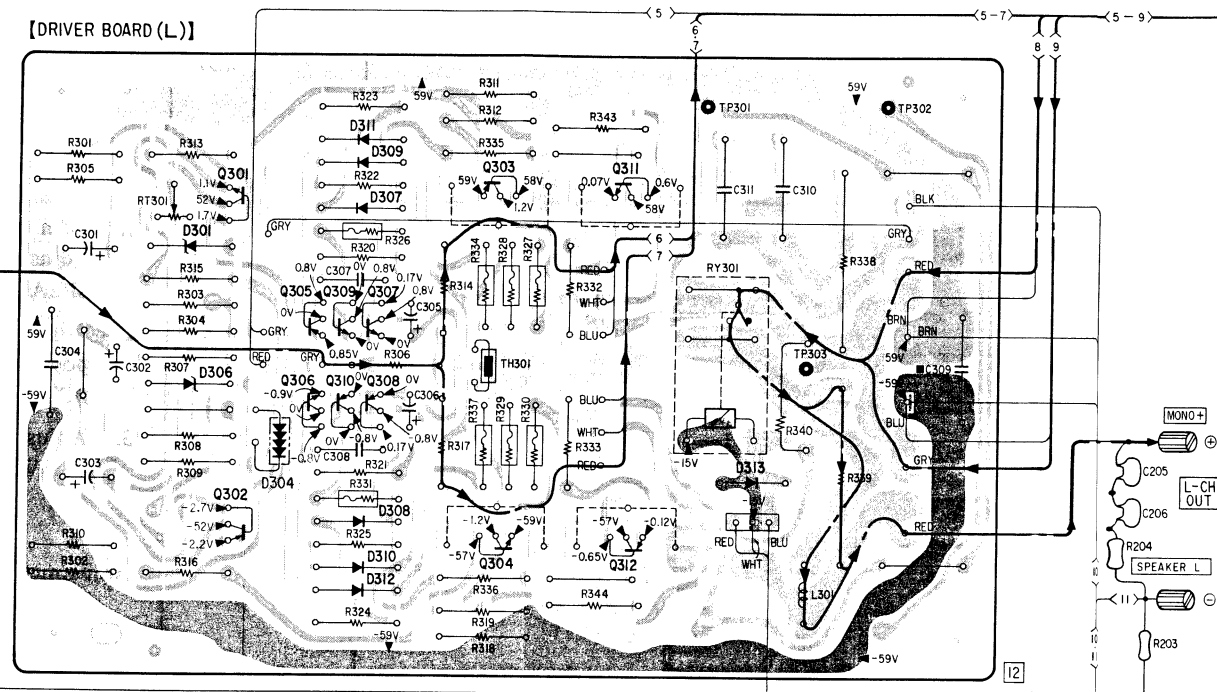 【DRIVER BOARD (L)】
5
5-7
5-9
6
7
8
9
R323
59V
R311
R312
R335
R343
TP301
59V
TP302
R301
R305
R313
D311
D309
R322
D307
Q303
59V
58V
1.2V
Q311
0.07V
0.6V
58V
Q301
1.1V
52V
1.7V
RT301
C311
C310
BLK
GRY
C301
D301
GRY
R326
R320
R334
R328
R327
6
7
RED
R338
RED
R315
0.8V
C307
0V
0.8V
0.17V
R314
R332
RY301
R303
Q305
Q309
Q307
C305
WHT
R304
0V
0V
0V
GRY
BLU
BRN
BRN
59V
59V
C304
C302
R307
RED
GRY
0.85V
R306
TH301
TP303
C309
-59V
-59V
D306
Q306
Q310
Q308
0V
0V
C306
-0.9V
0V
0V
-0.8V
-0.8V
-0.8V
0.17V
R337
R329
R330
BLU
WHT
RED
R333
R340
BLU
MONO+
⊕
R308
R309
C303
D304
C308
R321
R317
R331
D308
-15V
D313
R339
GRY
C205
L-CH
OUT
C206
Q302
-2.7V
-52V
-2.2V
R325
-1.2V
-59V
-57V
Q304
-57V
-0.12V
-0.65V
Q312
RED
WHT
BLU
RED
R204
SPEAKER L
R310
R302
R316
D310
D312
R336
R344
L301
10
11
⊖
R324
R319
R318
-59V
-59V
R203
10
12